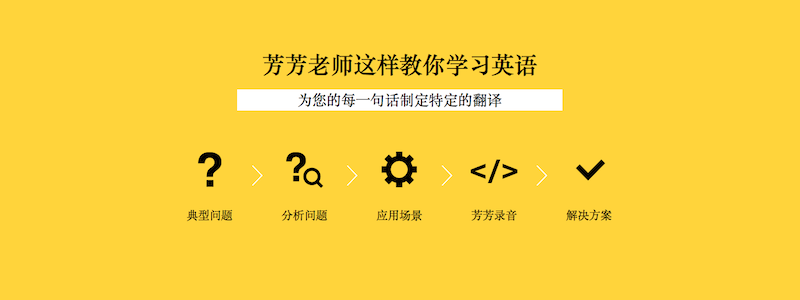 芳芳老师这样教你学习英语
为您的每一句话制定特定的翻译
? ? </>
典型问题 分析问题 应用场景 芳芳录音 解决方案